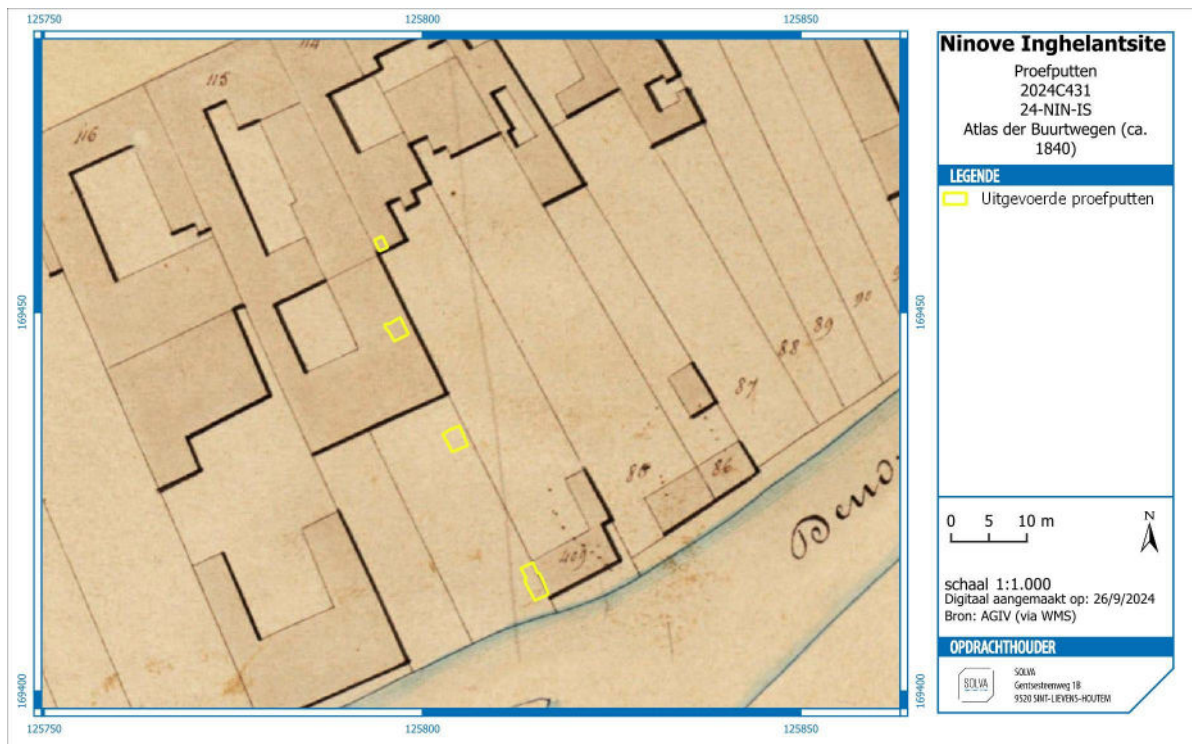 125750
125800
125850
114
115
116
169450
169450
90
89
88
87
88
86
409
169400
169400
125750
125800
125850
Ninove Inghelantsite
Proefputten
2024C431
24-NIN-IS
Atlas der Buurtwegen (ca.
1840)
LEGENDE
Uitgevoerde proefputten
0 5 10 m
N
schaal 1:1.000
Digitaal aangemaakt op: 26/9/2024
Bron: AGIV (via WMS)
OPDRACHTHOUDER
SOLVA
SOLVA
Gentsesteenweg 1B
9520 SINT-LIEVENS-HOUTEM